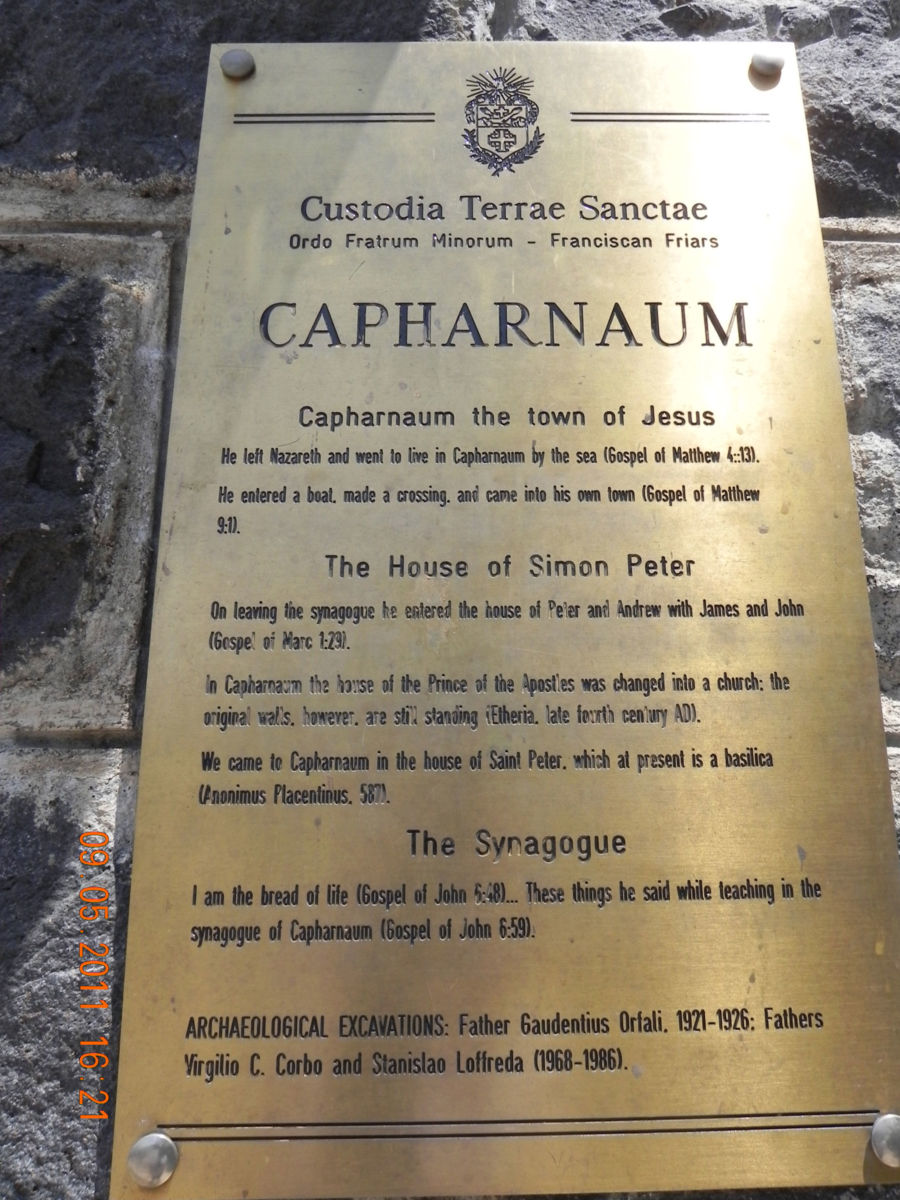 Custodia Terrae Sanctae
Ordo Fratrum Minorum - Franciscan Friars
CAPHARNAUM
Capharnaum the town of Jesus
He left Nazareth and went to live in Capharnaum by the sea (Gospel of Matthew 4::13).
He entered a boat, made a crossing, and came into his own town (Gospel of Matthew
9:1).
The House of Simon Peter
On leaving the synagogue he entered the house of Peter and Andrew with James and John
(Gospel of Marc 1:29).
In Capharnaum the house of the Prince of the Apostles was changed into a church; the
original walls, however, are still standing (Etheria, late fourth century AD).
We came to Capharnaum in the house of Saint Peter, which at present is a basilica
(Anonimus Placentinus, 587).
The Synagogue
I am the bread of life (Gospel of John 6:48)... These things he said while teaching in the
synagogue of Capharnaum (Gospel of John 6:59).
ARCHAEOLOGICAL EXCAVATIONS: Father Gaudentius Orfali, 1921-1926; Fathers
Virgilio C. Corbo and Stanislao Loffreda (1968-1986).
09.05.2011 16:21